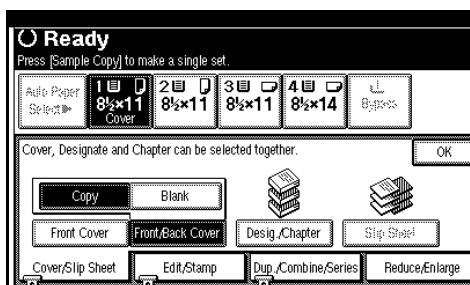 Ready
Press [Sample Copy] to make a single set.
Auto Paper Select▶ 1 8½×11 Cover 2 8½×11 3 8½×11 4 8½×14 Bypass
Cover, Designate and Chapter can be selected together. OK
Copy Blank
Front Cover Front/Back Cover Desig./Chapter Slip Sheet
Cover/Slip Sheet Edit/Stamp Dup./Combine/Series Reduce/Enlarge